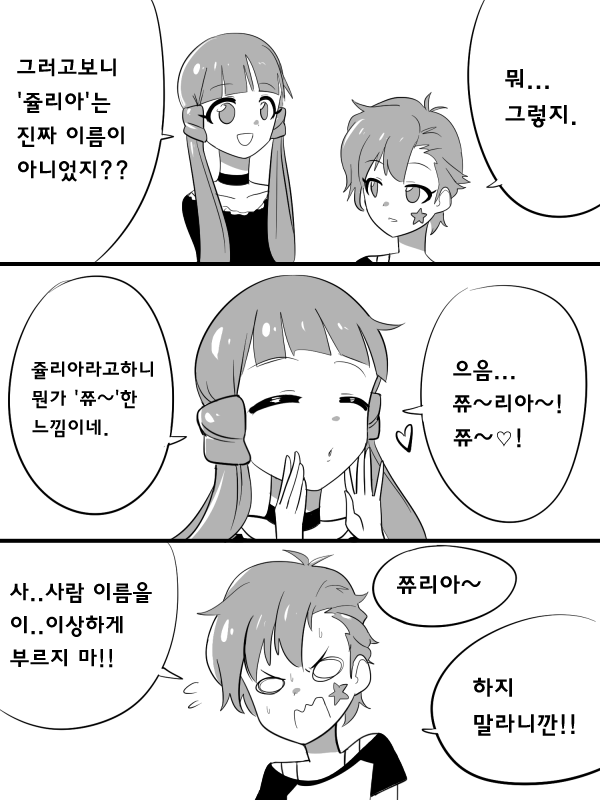 그러고보니
'쥴리아'는
진짜 이름이
아니었지??
뭐...
그렇지.
쥴리아라고하니
뭔가 '쮸~'한
느낌이네.
으음...
쮸~리아~!
쮸~♡!
사..사람 이름을
이..이상하게
부르지 마!!
쮸리아~
하지
말라니깐!!